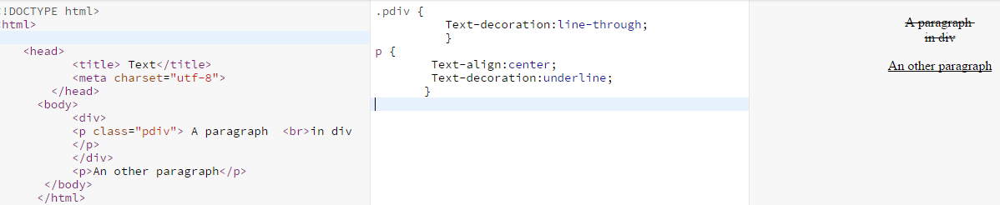 <!DOCTYPE html>
<html>
<head>
<title> Text</title>
<meta charset="utf-8">
</head>
<body>
<div>
<p class="pdiv"> A paragraph  <br>in div
</p>
</div>
<p>An other paragraph</p>
</body>
</html>
.pdiv {
Text-decoration:line-through;
}
p {
Text-align:center;
Text-decoration:underline;
}
A paragraph
in div
An other paragraph